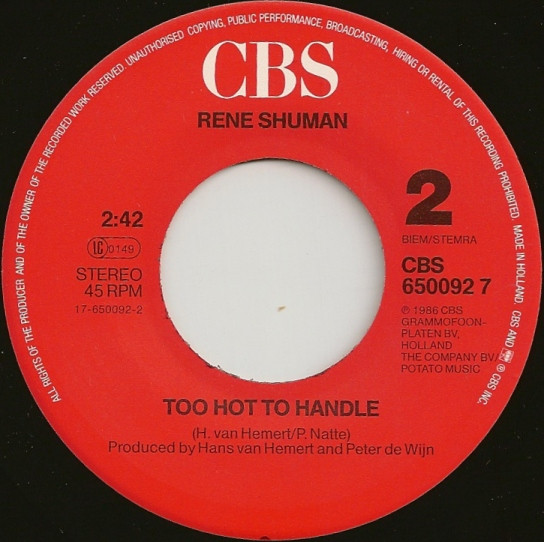 ALL RIGHTS OF THE PRODUCER AND OF THE OWNER OF THE RECORDED WORK RESERVED. UNAUTHORISED COPYING, PUBLIC PERFORMANCE, BROADCASTING, HIRING OR RENTAL OF THIS RECORDING PROHIBITED. MADE IN HOLLAND. CBS AND ® CBS INC.
CBS
RENE SHUMAN
2:42
LC 0149
STEREO
45 RPM
17-650092-2
2
BIEM/STEMRA
CBS
650092 7
℗ 1986 CBS
GRAMMOFOON-
PLATEN BV,
HOLLAND
THE COMPANY BV/
POTATO MUSIC
TOO HOT TO HANDLE
(H. van Hemert/P. Natte)
Produced by Hans van Hemert and Peter de Wijn